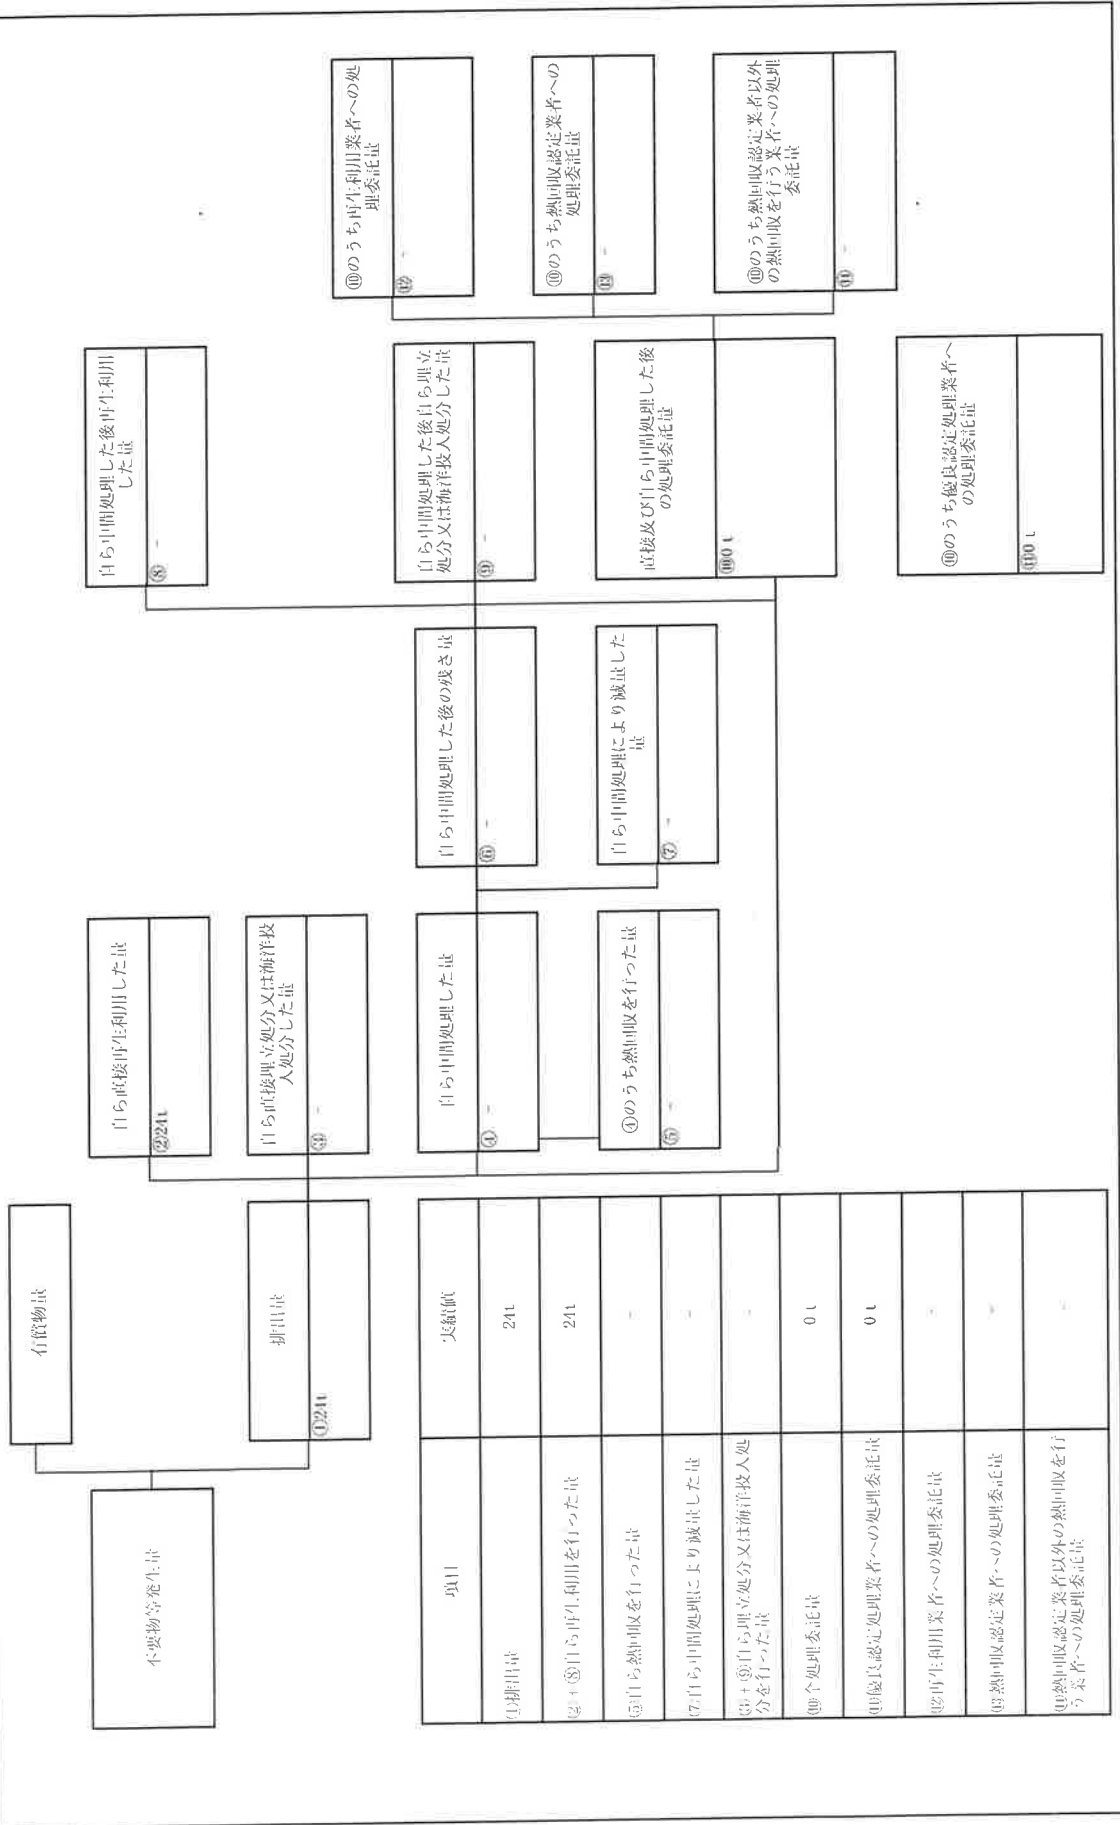 有償物量
不要物等発生量
排出量
①24t
自ら直接再生利用した量
②24t
自ら直接埋立処分又は海洋投
入処分した量
③ -
自ら中間処理した量
④ -
④のうち熱回収を行った量
⑤ -
自ら中間処理した後の残さ量
⑥ -
自ら中間処理により減量した
量
⑦ -
自ら中間処理した後再生利用
した量
⑧ -
自ら中間処理した後自ら埋立
処分又は海洋投入処分した量
⑨ -
直接及び自ら中間処理した後
の処理委託量
⑩0 t
⑩のうち優良認定処理業者へ
の処理委託量
⑪0 t
⑩のうち再生利用業者への処
理委託量
⑫ -
⑩のうち熱回収認定業者への
処理委託量
⑬ -
⑩のうち熱回収認定業者以外
の熱回収を行う業者への処理
委託量
⑭ -
項目 実績値
①排出量 24t
②+⑧自ら再生利用を行った量 24t
⑤自ら熱回収を行った量 -
⑦自ら中間処理により減量した量 -
③+⑨自ら埋立処分又は海洋投入処
分を行った量 -
⑩全処理委託量 0 t
⑪優良認定処理業者への処理委託量 0 t
⑫再生利用業者への処理委託量 -
⑬熱回収認定業者への処理委託量 -
⑭熱回収認定業者以外の熱回収を行
う業者への処理委託量 -